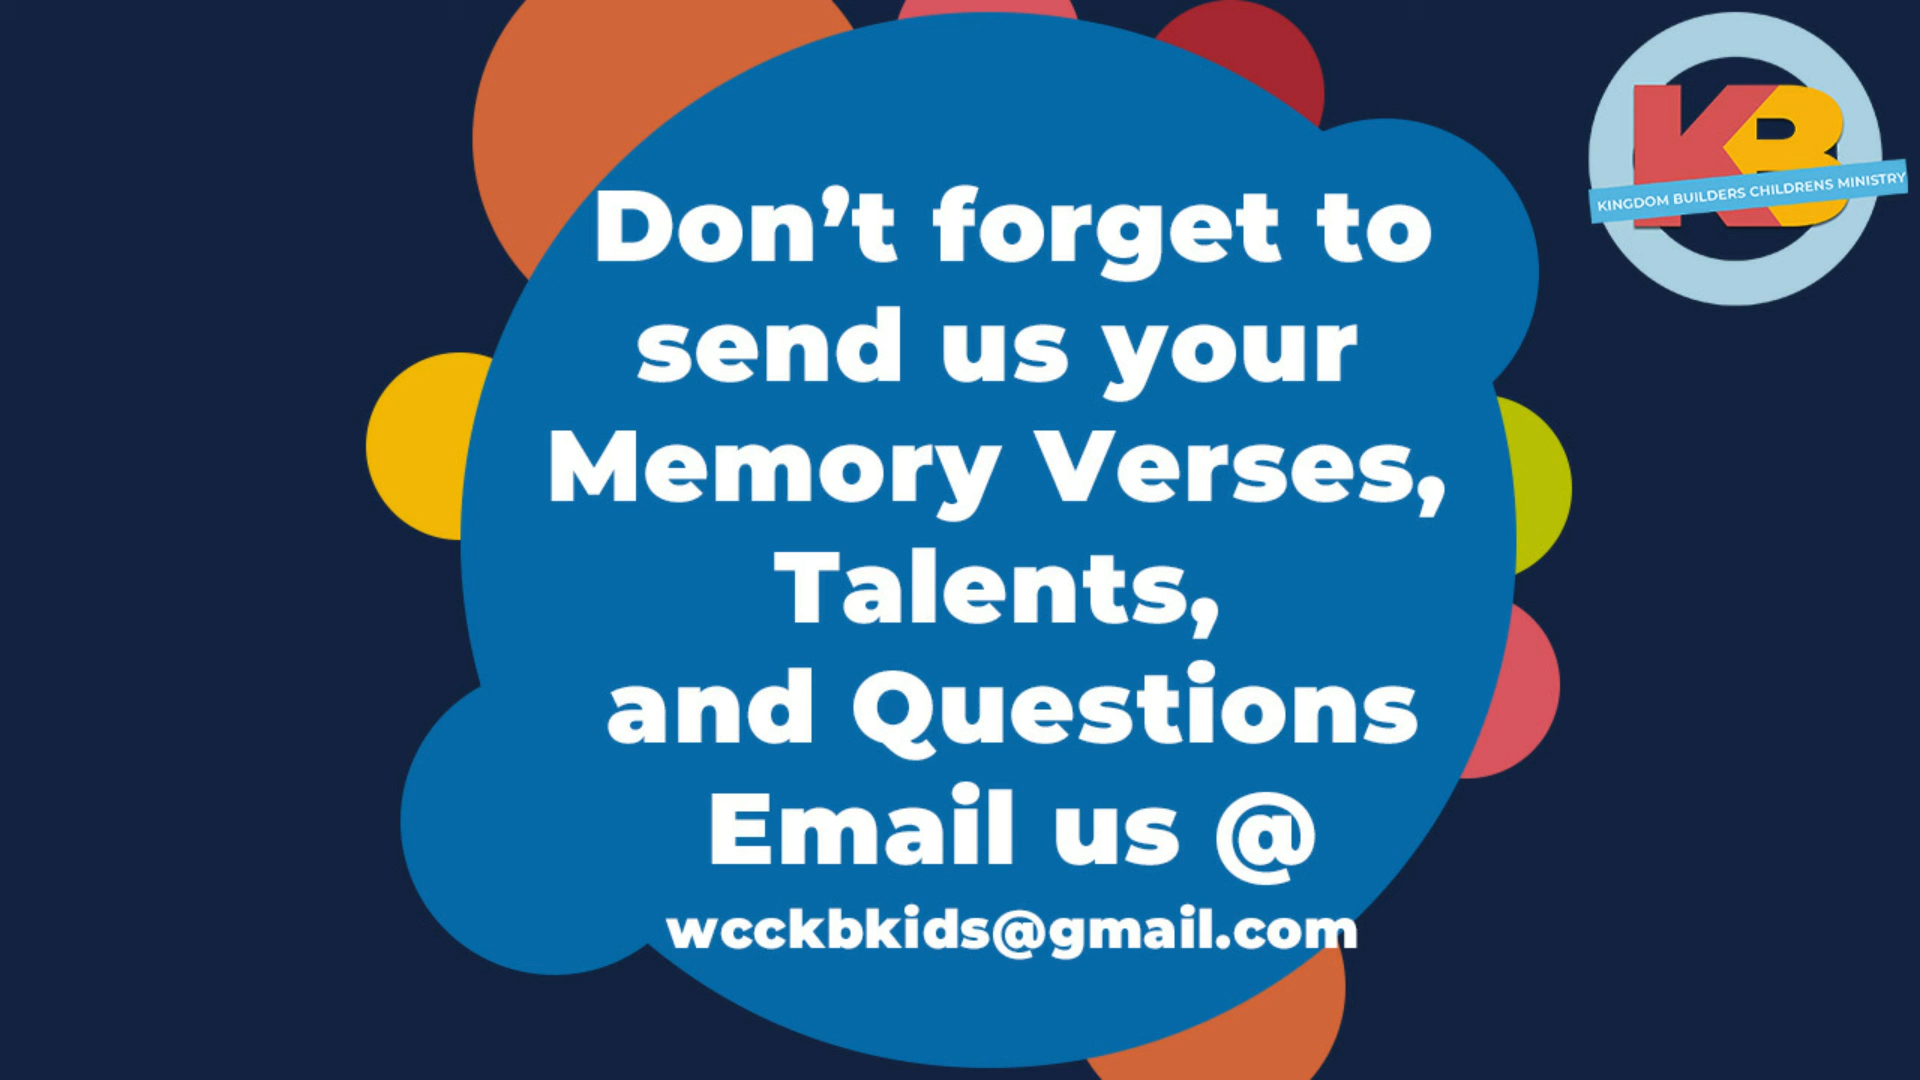 Don’t forget to
send us your
Memory Verses,
Talents,
and Questions
Email us @
wcckbkids@gmail.com
KB
KINGDOM BUILDERS CHILDRENS MINISTRY